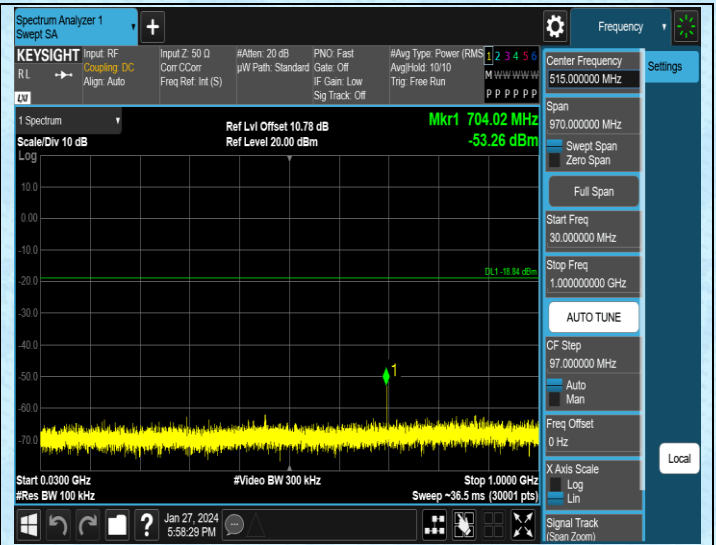 Spectrum Analyzer 1
Swept SA
Frequency
KEYSIGHT
RL
LXI
Input: RF
Coupling: DC
Align: Auto
Input Z: 50 Ω
Corr CCorr
Freq Ref: Int (S)
#Atten: 20 dB
µW Path: Standard
PNO: Fast
Gate: Off
IF Gain: Low
Sig Track: Off
#Avg Type: Power (RMS
Avg|Hold: 10/10
Trig: Free Run
1 2 3 4 5 6
M W W W W W
P P P P P P
Center Frequency
515.000000 MHz
Settings
Span
970.000000 MHz
Swept Span
Zero Span
Full Span
Start Freq
30.000000 MHz
Stop Freq
1.000000000 GHz
AUTO TUNE
CF Step
97.000000 MHz
Auto
Man
Freq Offset
0 Hz
X Axis Scale
Log
Lin
Signal Track
(Span Zoom)
Local
1 Spectrum
Scale/Div 10 dB
Log
Ref Lvl Offset 10.78 dB
Ref Level 20.00 dBm
Mkr1 704.02 MHz
-53.26 dBm
10.0
0.00
-10.0
-20.0
-30.0
-40.0
-50.0
-60.0
-70.0
DL1 -18.84 dBm
1
Start 0.0300 GHz
#Res BW 100 kHz
#Video BW 300 kHz
Stop 1.0000 GHz
Sweep ~36.5 ms (30001 pts)
Jan 27, 2024
5:58:29 PM